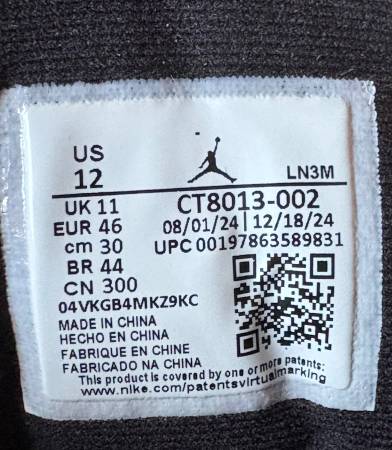 US
12
LN3M
UK 11
CT8013-002
EUR 46
08/01/24 | 12/18/24
cm 30
UPC 00197863589831
BR 44
CN 300
04VKGB4MKZ9KC
MADE IN CHINA
HECHO EN CHINA
FABRIQUE EN CHINE
FABRICADO NA CHINA
This product is covered by one or more patents:
www.nike.com/patentsvirtualmarking